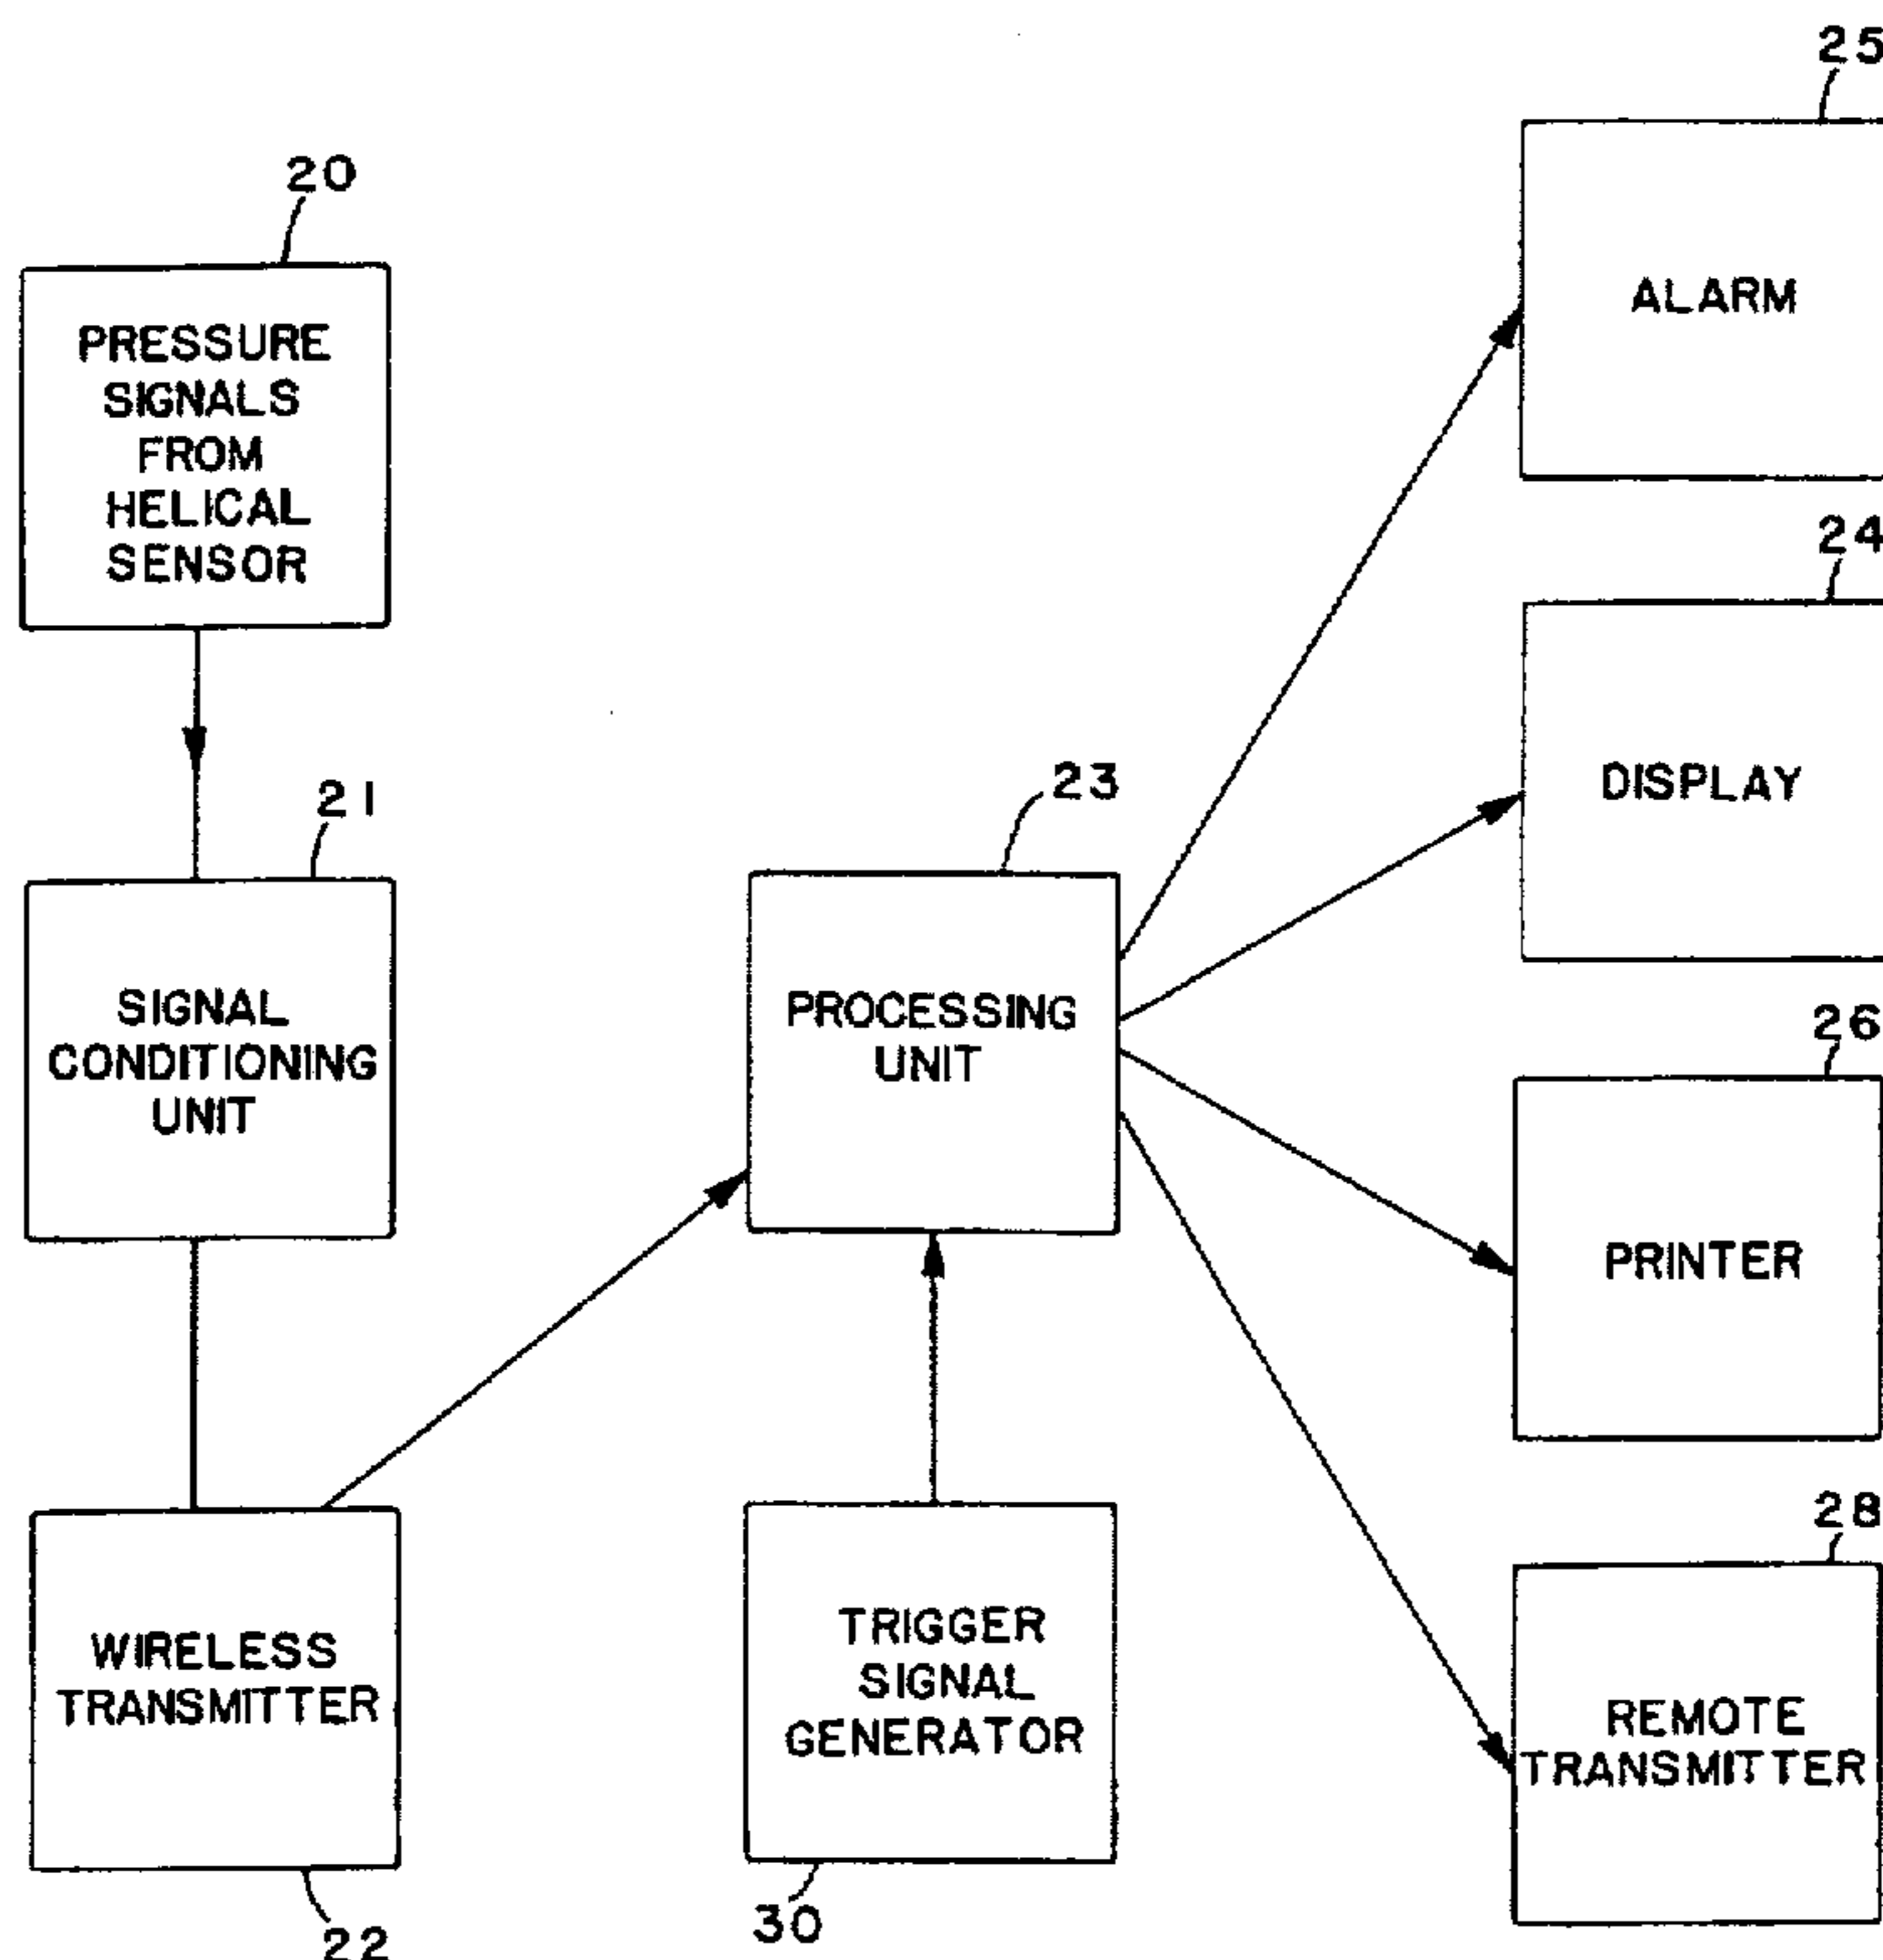 20
PRESSURE
SIGNALS
FROM
HELICAL
SENSOR
21
SIGNAL
CONDITIONING
UNIT
WIRELESS
TRANSMITTER
22
23
PROCESSING
UNIT
TRIGGER
SIGNAL
GENERATOR
30
25
ALARM
24
DISPLAY
26
PRINTER
28
REMOTE
TRANSMITTER